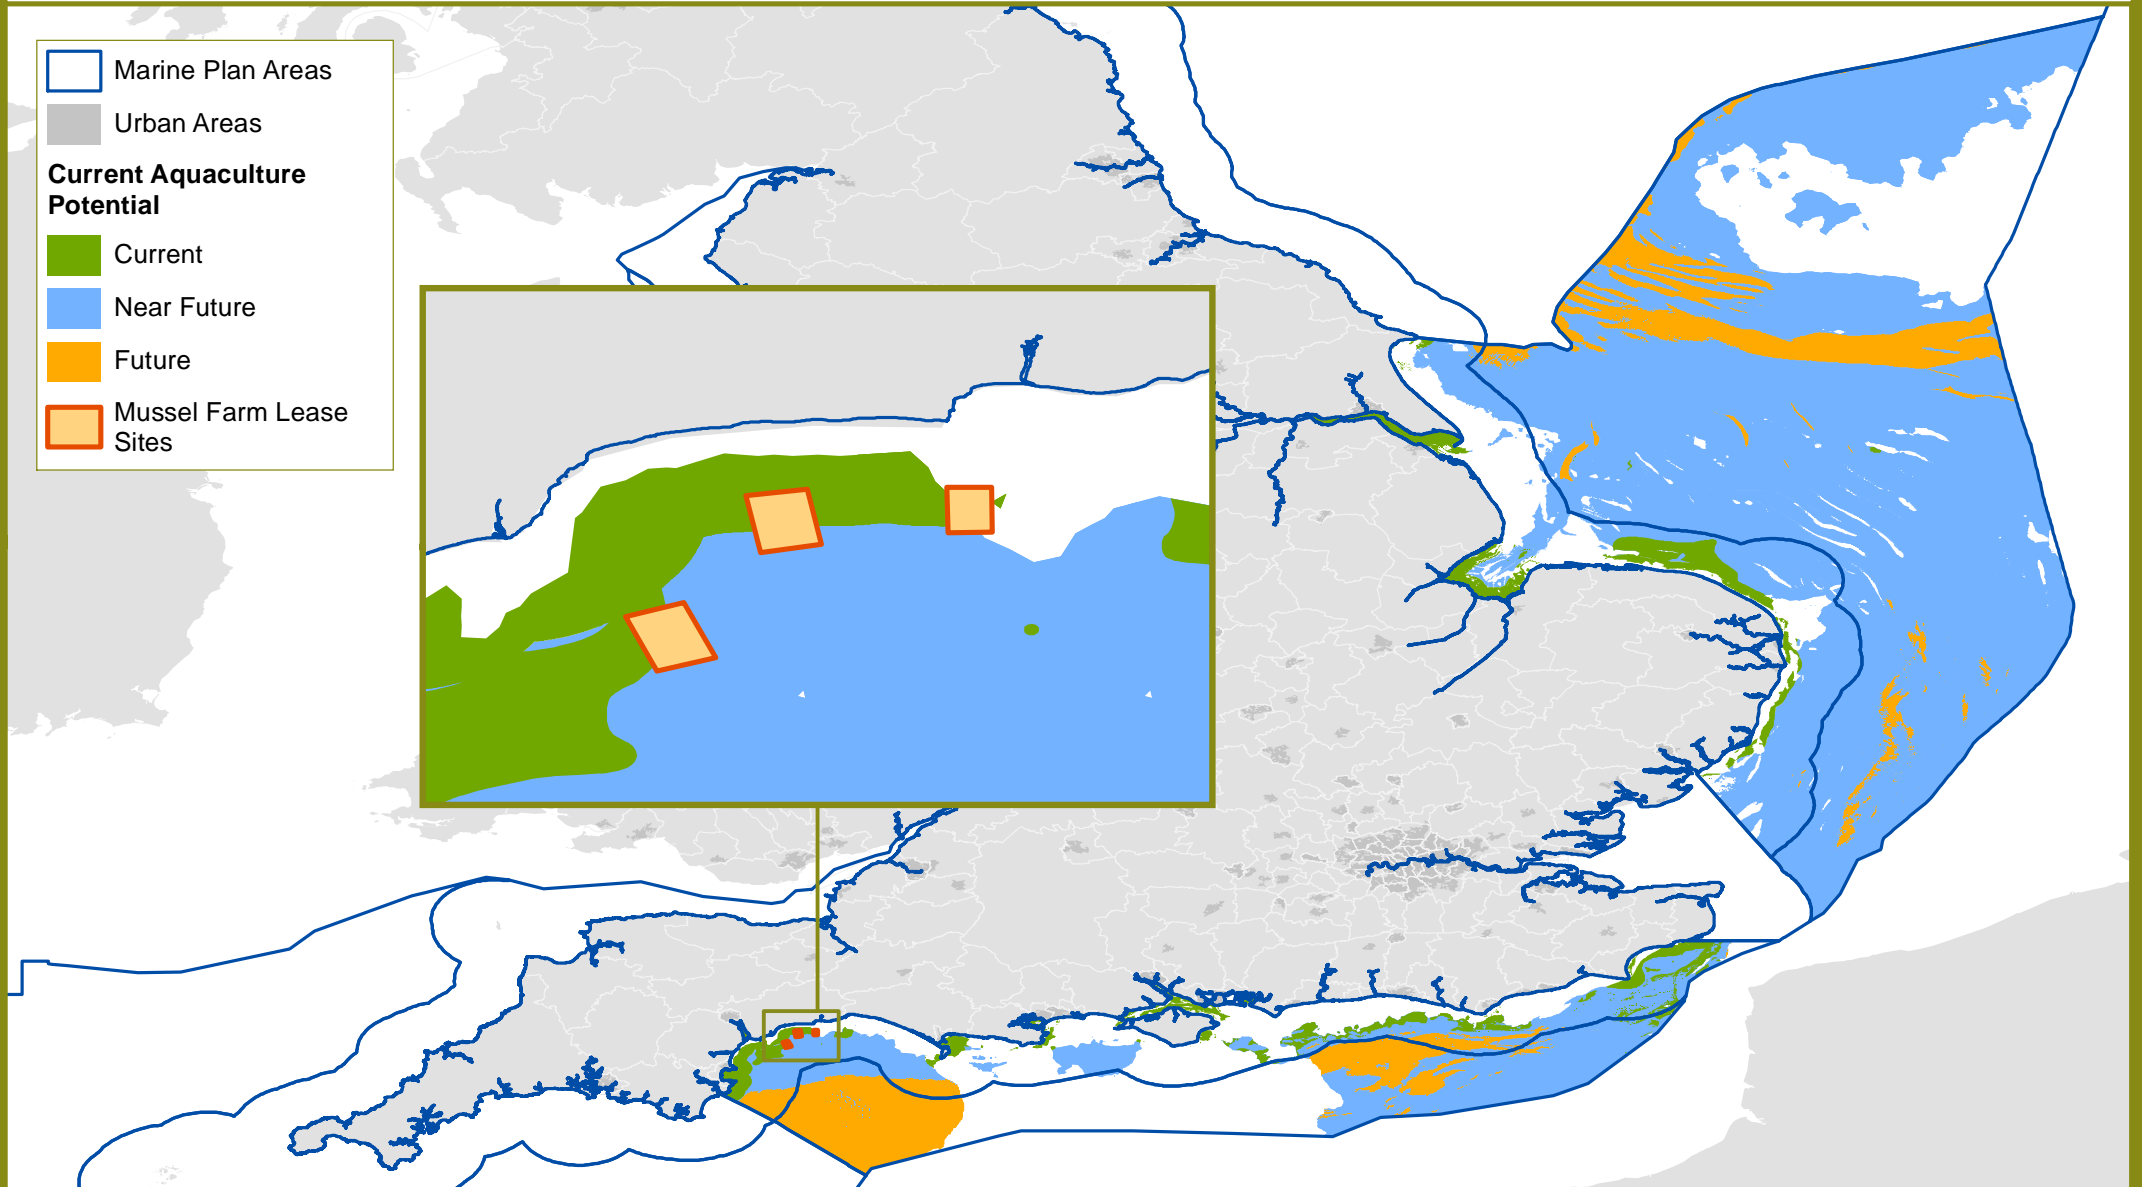 Marine Plan Areas
Urban Areas
Current Aquaculture
Potential
Current
Near Future
Future
Mussel Farm Lease
Sites